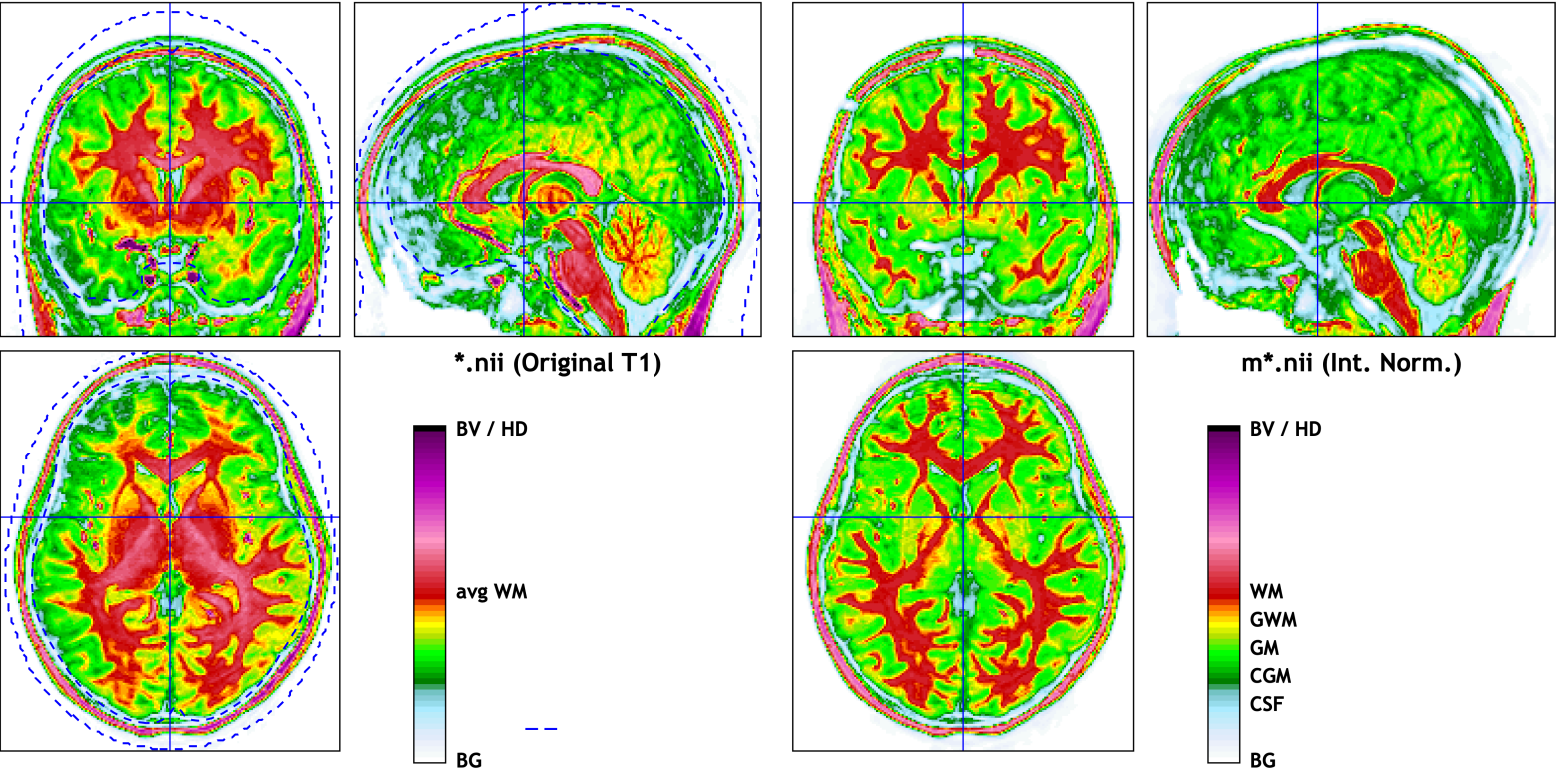 *.nii (Original T1)
BV / HD
avg WM
BG
m*.nii (Int. Norm.)
BV / HD
WM
GWM
GM
CGM
CSF
BG